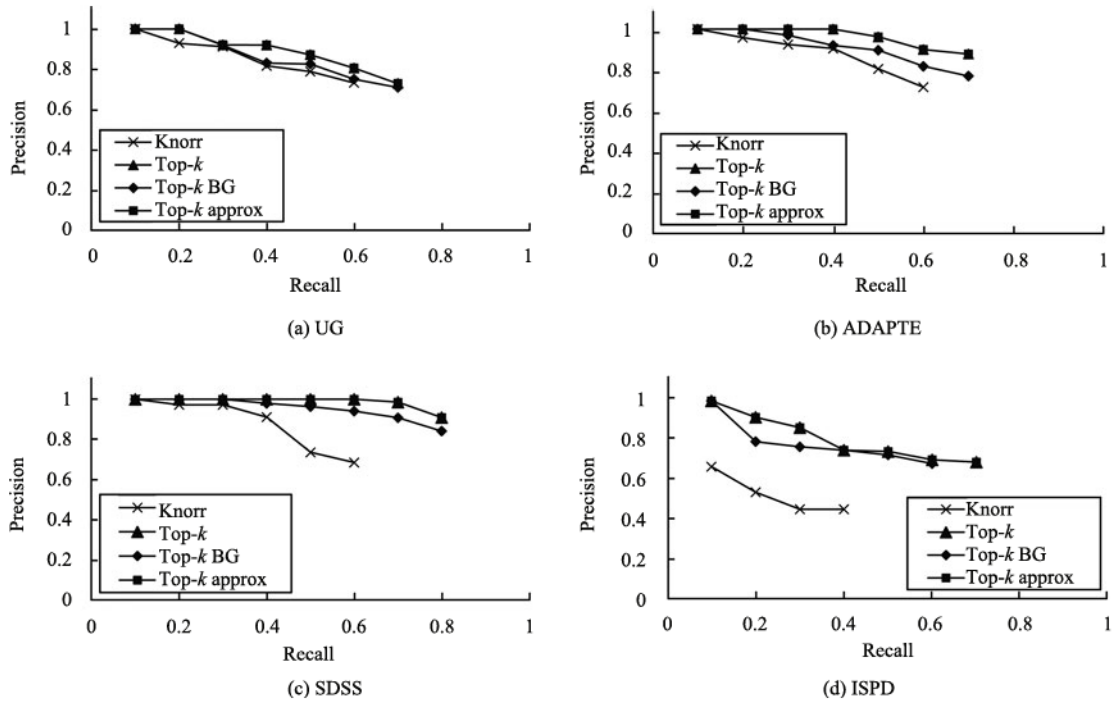 1
0.8
0.6
0.4
0.2
0
Precision
Knorr
Top-k
Top-k BG
Top-k approx
0 0.2 0.4 0.6 0.8 1
Recall
(a) UG
1
0.8
0.6
0.4
0.2
0
Precision
Knorr
Top-k
Top-k BG
Top-k approx
0 0.2 0.4 0.6 0.8 1
Recall
(b) ADAPTE
1
0.8
0.6
0.4
0.2
0
Precision
Knorr
Top-k
Top-k BG
Top-k approx
0 0.2 0.4 0.6 0.8 1
Recall
(c) SDSS
1
0.8
0.6
0.4
0.2
0
Precision
Knorr
Top-k
Top-k BG
Top-k approx
0 0.2 0.4 0.6 0.8 1
Recall
(d) ISPD